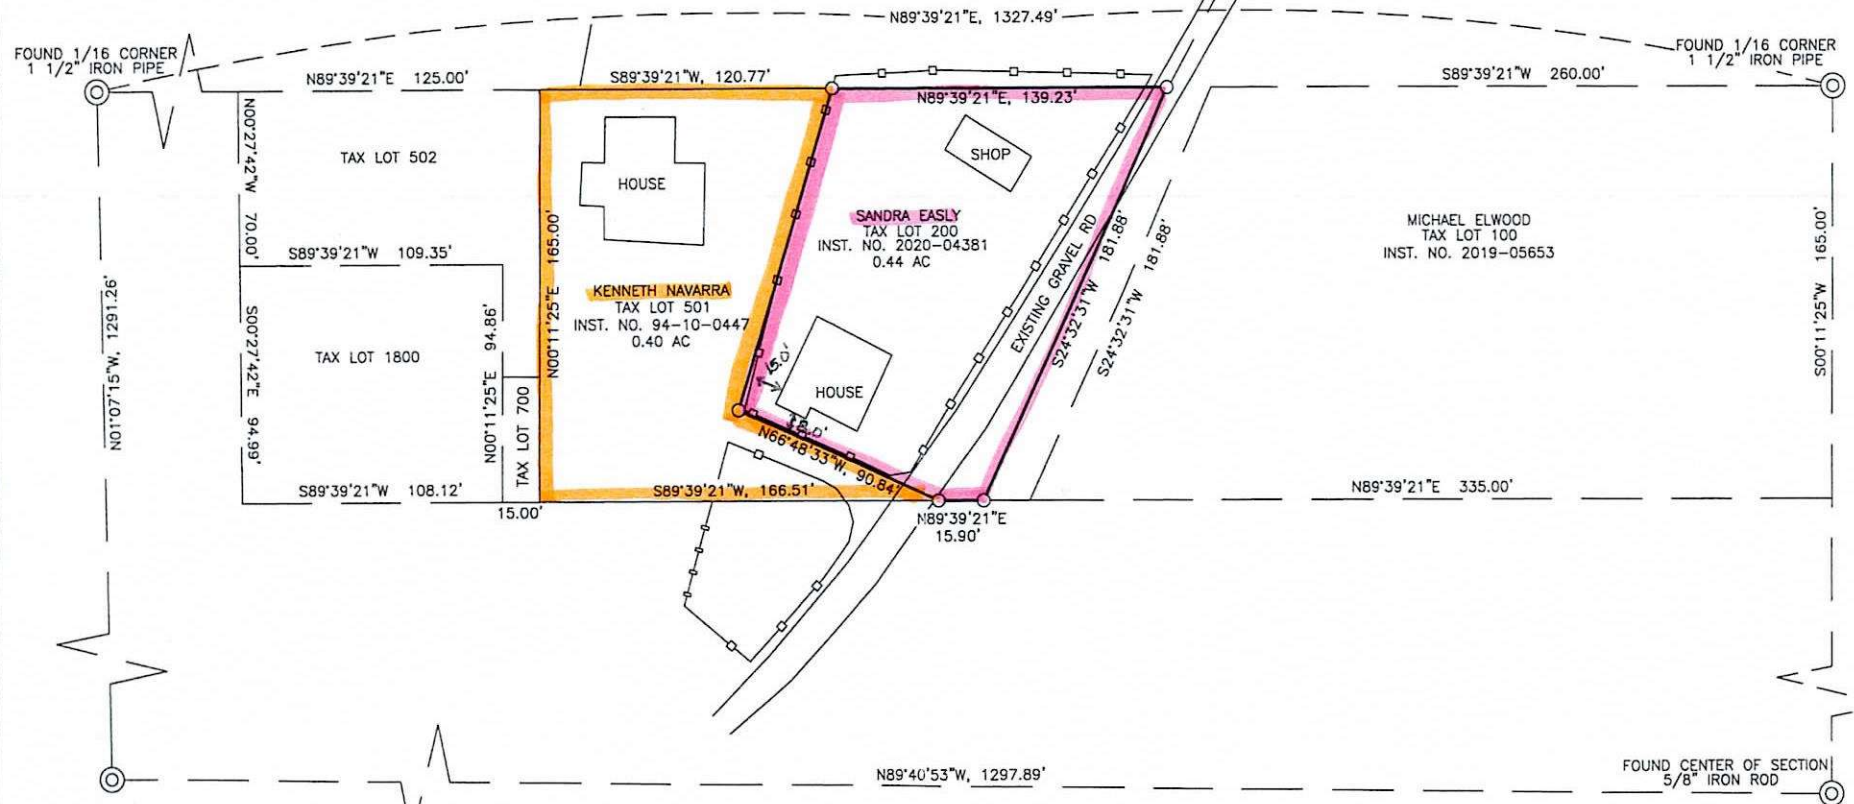 N89°39'21"E, 1327.49'
FOUND 1/16 CORNER
1 1/2" IRON PIPE
FOUND 1/16 CORNER
1 1/2" IRON PIPE
N89°39'21"E 125.00'
S89°39'21"W, 120.77'
N89°39'21"E, 139.23'
S89°39'21"W 260.00'
N00°27'42"W 70.00'
TAX LOT 502
HOUSE
SHOP
SANDRA EASLY
TAX LOT 200
INST. NO. 2020-04381
0.44 AC
MICHAEL ELWOOD
TAX LOT 100
INST. NO. 2019-05653
S00°11'25"W 165.00'
S89°39'21"W 109.35'
N00°11'25"E 165.00'
KENNETH NAVARRA
TAX LOT 501
INST. NO. 94-10-0447
0.40 AC
EXISTING GRAVEL RD
S24°32'31"W 181.88'
S24°32'31"W 181.88'
N01°07'15"W, 1291.26'
S00°27'42"E 94.99'
TAX LOT 1800
N00°11'25"E 94.86'
TAX LOT 700
15.0'
HOUSE
N66°48'33"W, 90.84'
S89°39'21"W 108.12'
15.00'
S89°39'21"W, 166.51'
N89°39'21"E
15.90'
N89°39'21"E 335.00'
N89°40'53"W, 1297.89'
FOUND CENTER OF SECTION
5/8" IRON ROD